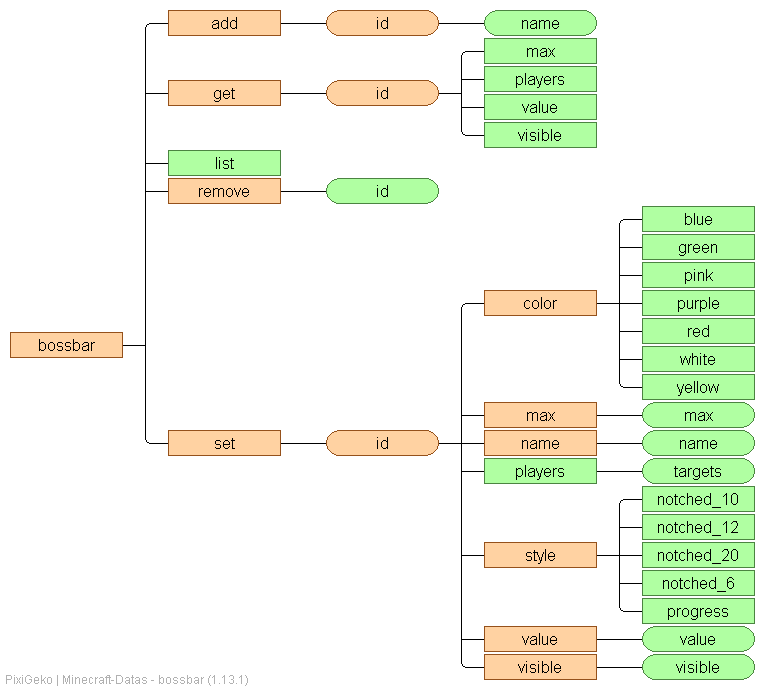 add id name
max
get id players
value
visible
list
remove id
blue
green
pink
color purple
red
bossbar white
yellow
max max
set id name name
players targets
notched_10
notched_12
style notched_20
notched_6
progress
value value
visible visible
PixiGeko | Minecraft-Datas - bossbar (1.13.1)